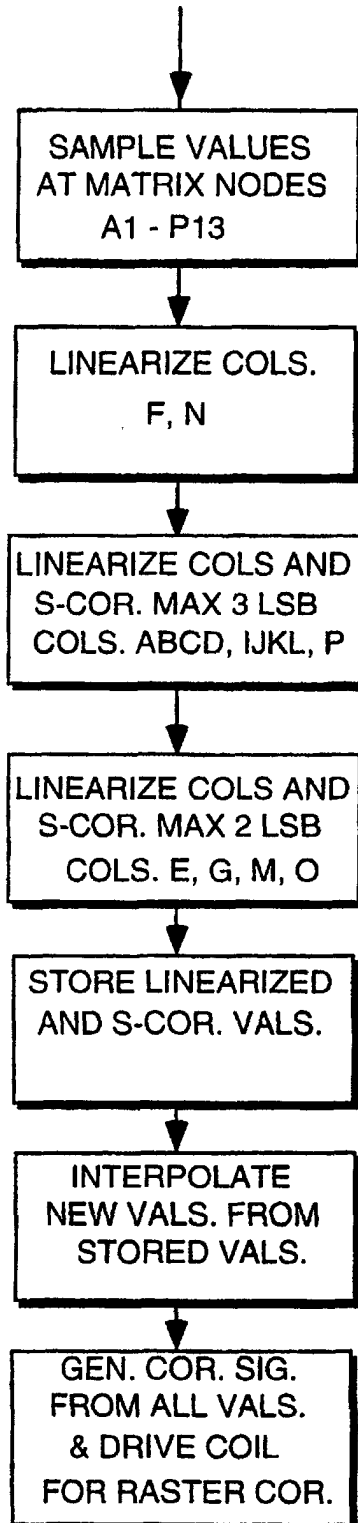 SAMPLE VALUES
AT MATRIX NODES
A1 - P13
LINEARIZE COLS.
F, N
LINEARIZE COLS AND
S-COR. MAX 3 LSB
COLS. ABCD, IJKL, P
LINEARIZE COLS AND
S-COR. MAX 2 LSB
COLS. E, G, M, O
STORE LINEARIZED
AND S-COR. VALS.
INTERPOLATE
NEW VALS. FROM
STORED VALS.
GEN. COR. SIG.
FROM ALL VALS.
& DRIVE COIL
FOR RASTER COR.